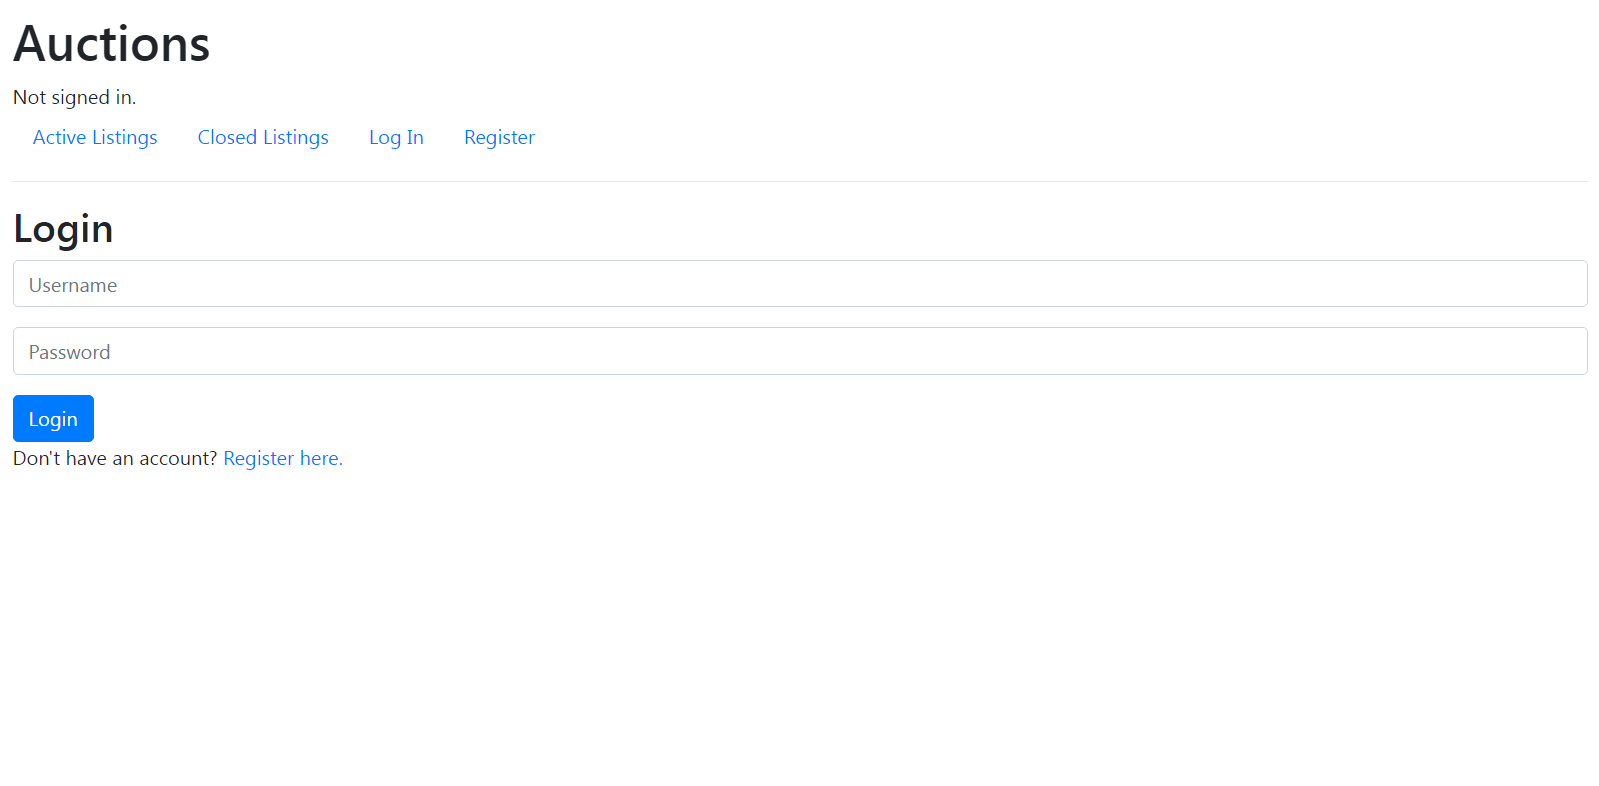 Auctions
Not signed in.
Active Listings Closed Listings Log In Register
Login
Username
Password
Login
Don't have an account? Register here.